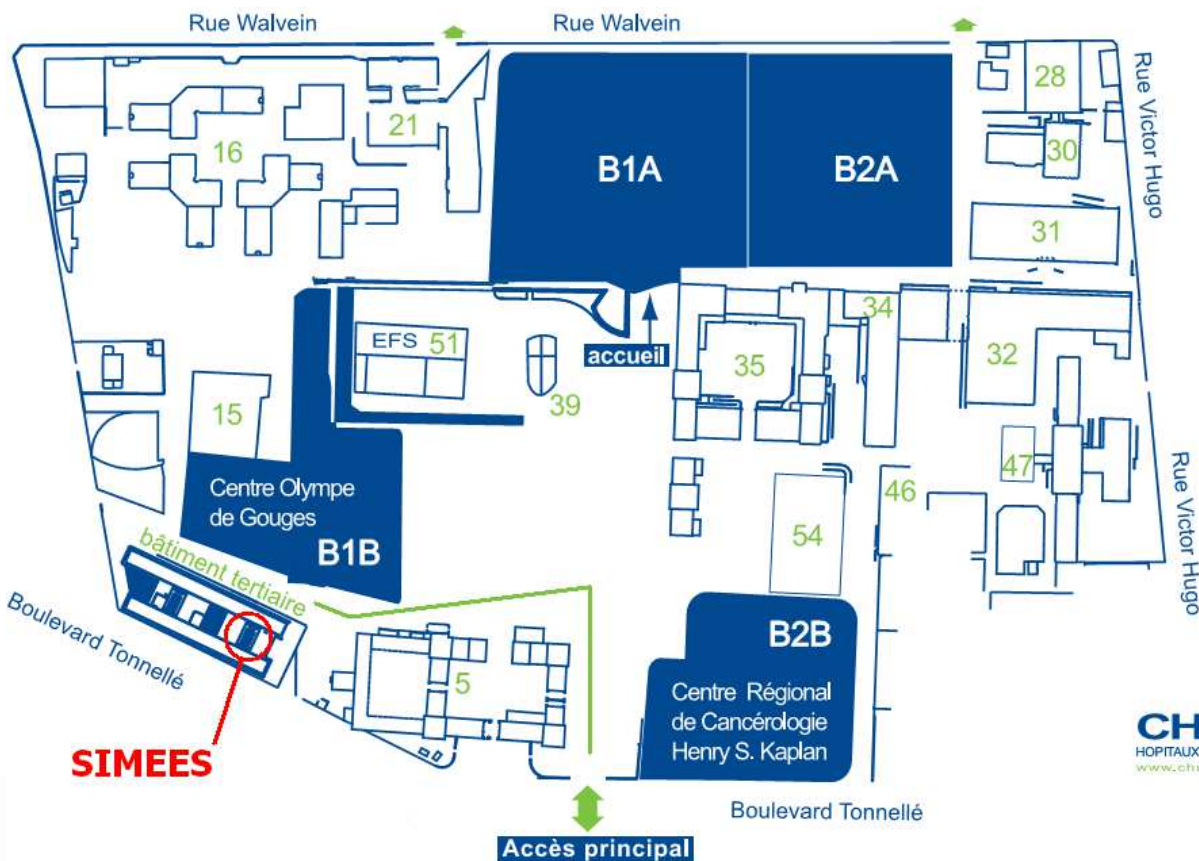 Rue Walvein
Rue Walvein
Rue Victor Hugo
28
21
16
B1A
B2A
30
31
34
EFS 51
accueil
35
32
39
15
47
46
Rue Victor Hugo
Centre Olympe
de Gouges
B1B
54
bâtiment tertiaire
Boulevard Tonnellé
B2B
5
Centre Régional
de Cancérologie
Henry S. Kaplan
SIMEES
CH
HOPITAUX
www.ch
Boulevard Tonnellé
Accès principal